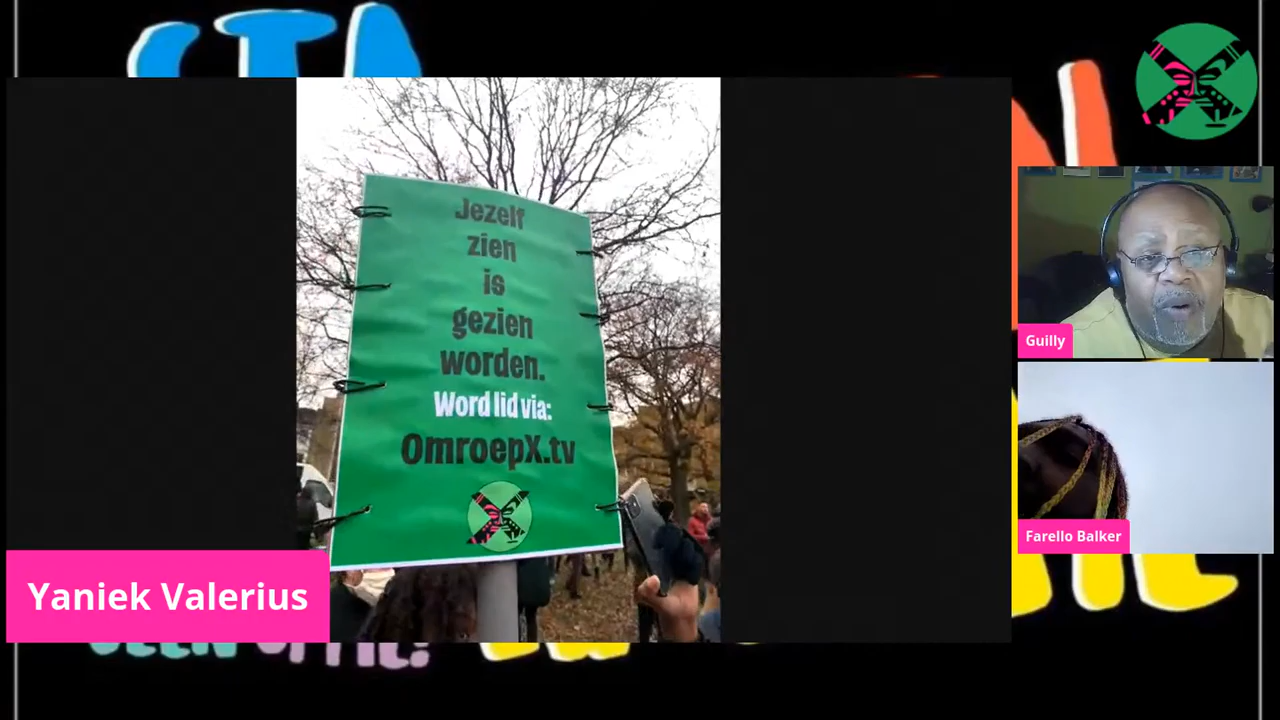 Jezelf
zien
is
gezien
worden.
Word lid via:
OmroepX.tv
Guilly
Farello Balker
Yaniek Valerius